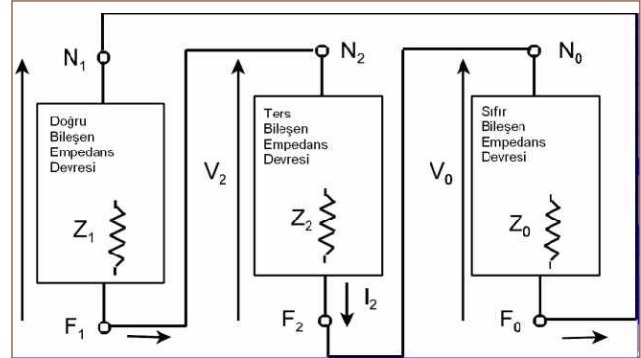 N1
Doğru
Bileşen
Empedans
Devresi
Z1
F1
V2
N2
Ters
Bileşen
Empedans
Devresi
Z2
F2
I2
V0
N0
Sıfır
Bileşen
Empedans
Devresi
Z0
F0